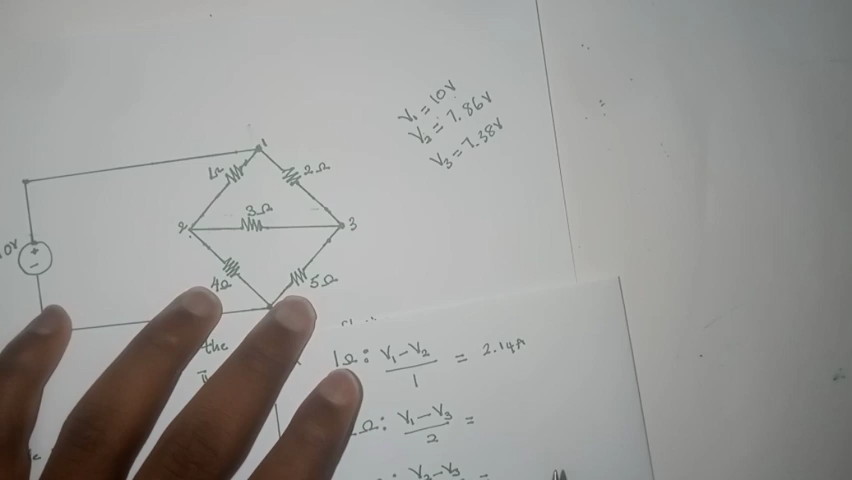 V₁ = 10V
V₂ = 7.86V
V₃ = 7.38V
1
1Ω
2Ω
3Ω
2
3
0V
+
-
4Ω
5Ω
the
1Ω: V₁-V₂/1 = 2.14A
Ω: V₁-V₃/2 =
: V₂-V₃